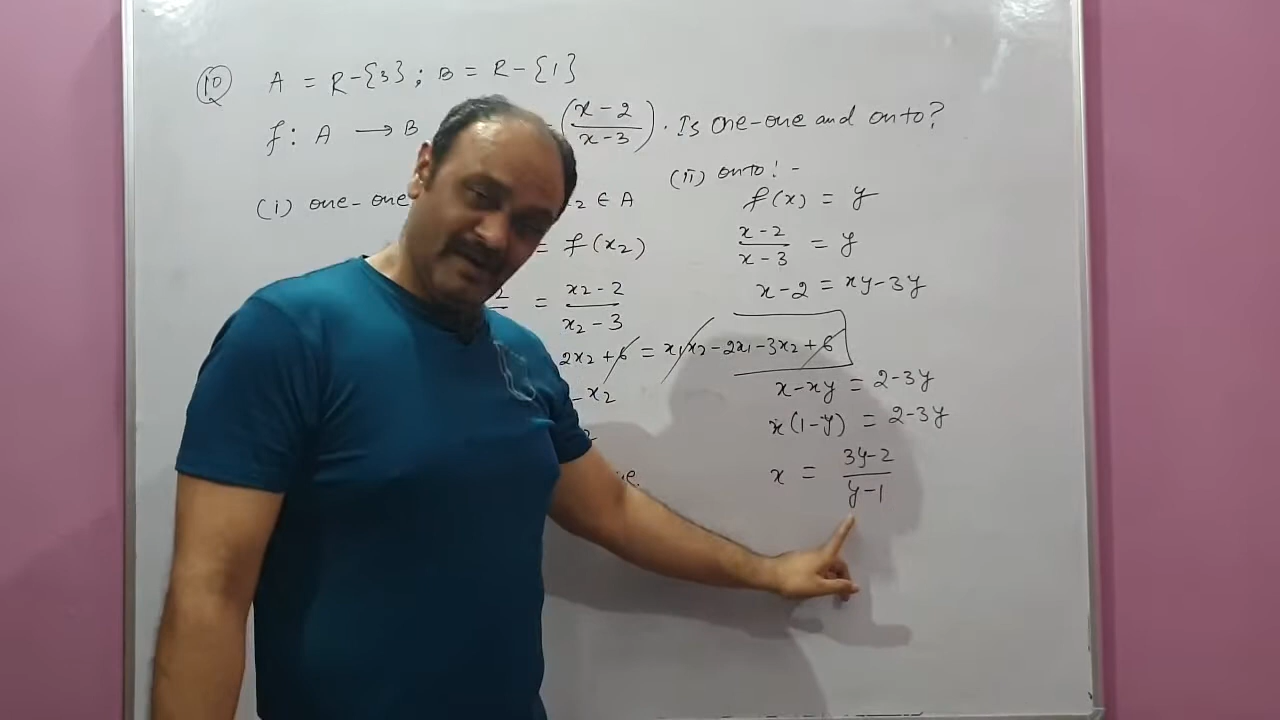 (10) A = R-{3} ; B = R-{1}
f: A → B (x-2/x-3). Is one-one and onto?
(i) one-one x2 ∈ A
= f(x2)
= x2-2/x2-3
2x2+6 = x1x2-2x1-3x2+6
-x2
(ii) onto! -
f(x) = y
x-2/x-3 = y
x-2 = xy-3y
x-xy = 2-3y
x(1-y) = 2-3y
x = 3y-2/y-1